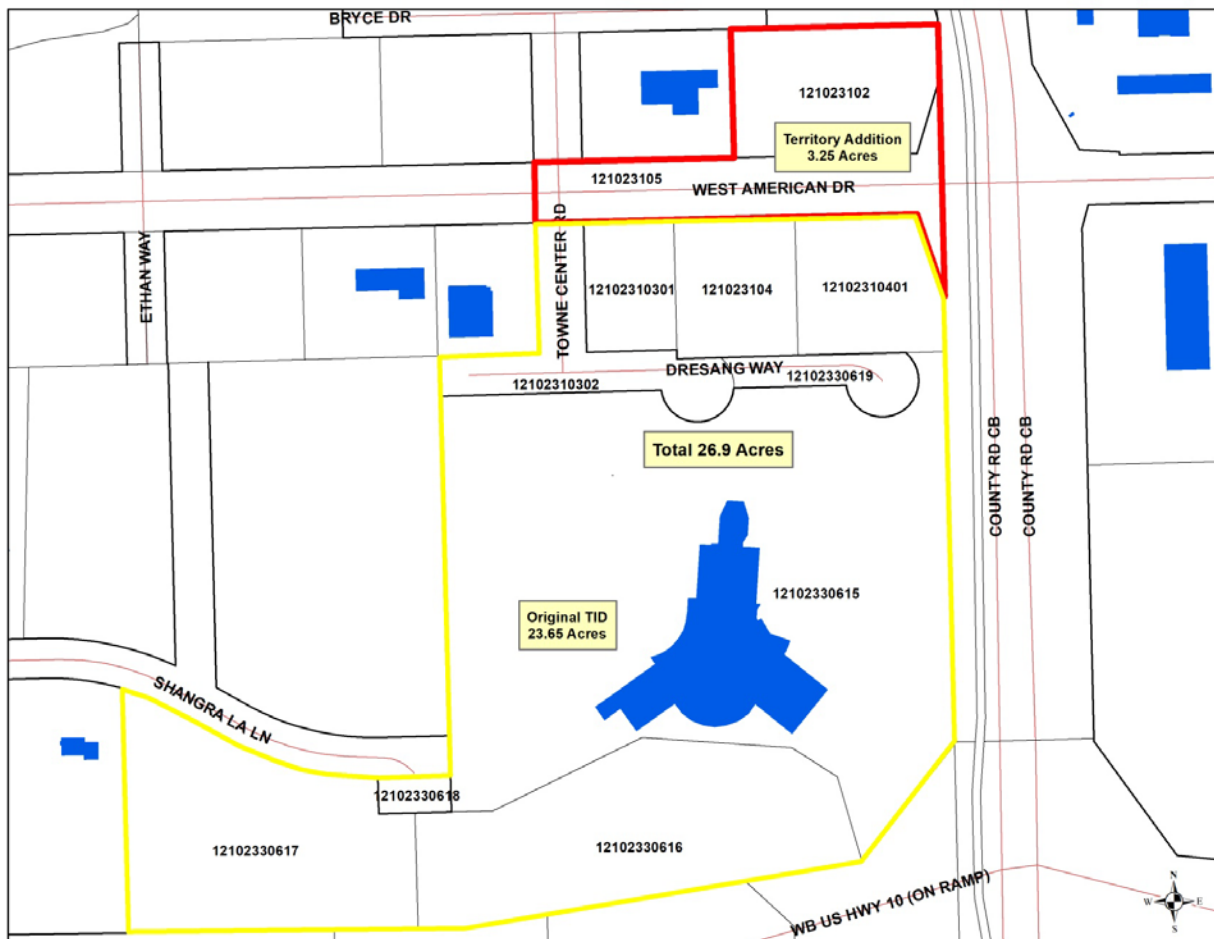 BRYCE DR
121023102
Territory Addition
3.25 Acres
121023105
WEST AMERICAN DR
ETHAN WAY
TOWNE CENTER RD
12102310301
121023104
12102310401
DRESANG WAY
12102310302
12102330619
Total 26.9 Acres
COUNTY RD CB
COUNTY RD CB
12102330615
Original TID
23.65 Acres
SHANGRA LA LN
12102330618
12102330617
12102330616
WB US HWY 10 (ON RAMP)
N
W
E
S